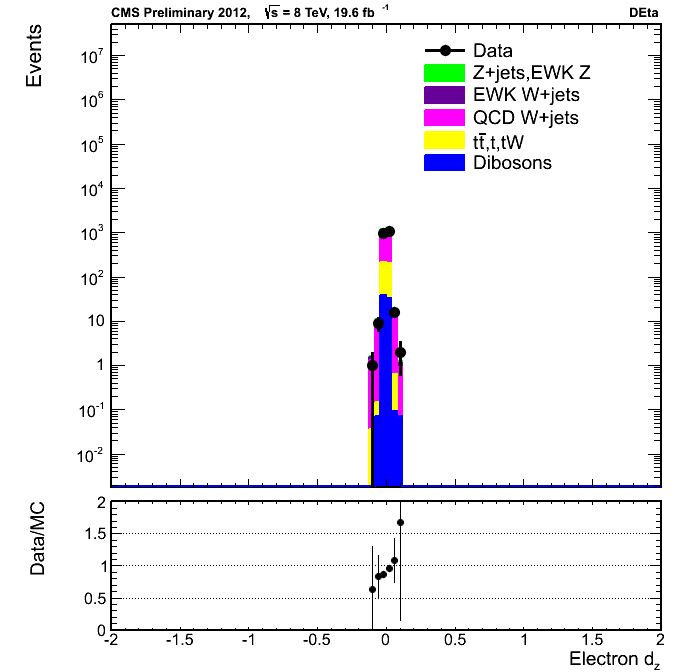 CMS Preliminary 2012, √s = 8 TeV, 19.6 fb⁻¹ DEta
Events
10⁷
10⁶
10⁵
10⁴
10³
10²
10
1
10⁻¹
10⁻²
Data
Z+jets,EWK Z
EWK W+jets
QCD W+jets
tt̅,t,tW
Dibosons
Data/MC
2
1.5
1
0.5
0
-2 -1.5 -1 -0.5 0 0.5 1 1.5 2
Electron d_z